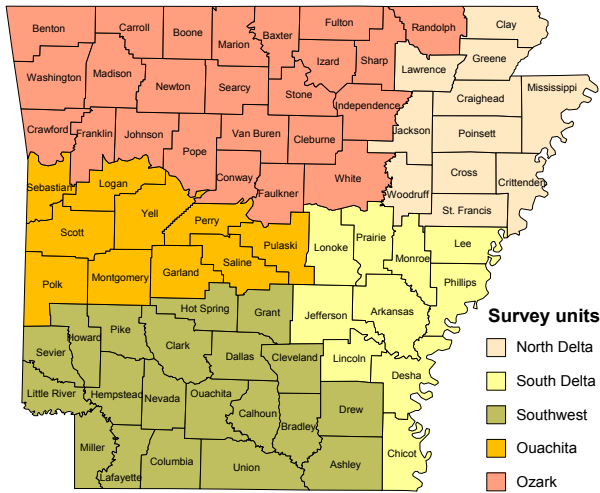 Benton
Carroll
Boone
Marion
Baxter
Fulton
Randolph
Clay
Greene
Lawrence
Sharp
Izard
Washington
Madison
Newton
Searcy
Stone
Independence
Craighead
Mississippi
Jackson
Poinsett
Crawford
Franklin
Johnson
Pope
Van Buren
Cleburne
Conway
Faulkner
White
Woodruff
Cross
Crittenden
St. Francis
Sebastian
Logan
Scott
Yell
Perry
Pulaski
Saline
Garland
Montgomery
Polk
Lonoke
Prairie
Monroe
Lee
Phillips
Jefferson
Arkansas
Lincoln
Desha
Chicot
Hot Spring
Grant
Howard
Pike
Clark
Dallas
Cleveland
Sevier
Little River
Hempstead
Nevada
Ouachita
Calhoun
Bradley
Drew
Miller
Lafayette
Columbia
Union
Ashley
Survey units
North Delta
South Delta
Southwest
Ouachita
Ozark